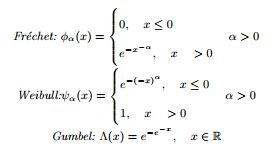 Fréchet: ϕ_α(x) = { 0, x ≤ 0
e^{-x^{-α}}, x > 0 α > 0
Weibull:ψ_α(x) = { e^{-(-x)^α}, x ≤ 0
1, x > 0 α > 0
Gumbel: Λ(x) = e^{-e^{-x}}, x ∈ ℝ